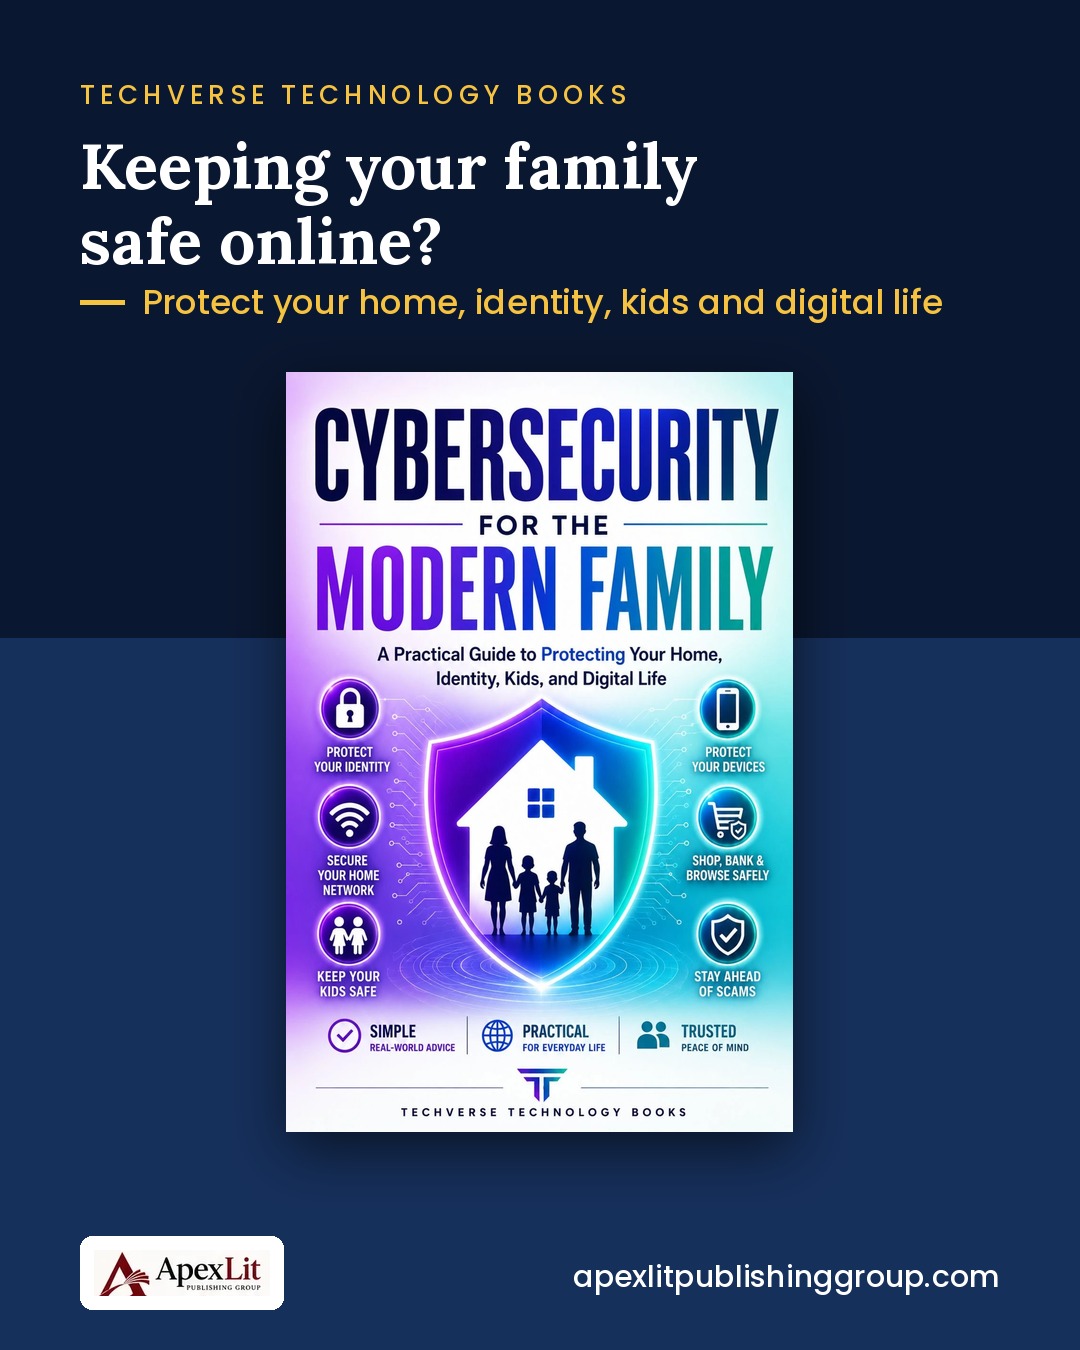 TECHVERSE TECHNOLOGY BOOKS
Keeping your family
safe online?
Protect your home, identity, kids and digital life
CYBERSECURITY
FOR THE
MODERN FAMILY
A Practical Guide to Protecting Your Home,
Identity, Kids, and Digital Life
PROTECT
YOUR IDENTITY
SECURE
YOUR HOME
NETWORK
KEEP YOUR
KIDS SAFE
PROTECT
YOUR DEVICES
SHOP, BANK &
BROWSE SAFELY
STAY AHEAD
OF SCAMS
SIMPLE
REAL-WORLD ADVICE
PRACTICAL
FOR EVERYDAY LIFE
TRUSTED
PEACE OF MIND
TECHVERSE TECHNOLOGY BOOKS
ApexLit
PUBLISHING GROUP
apexlitpublishinggroup.com